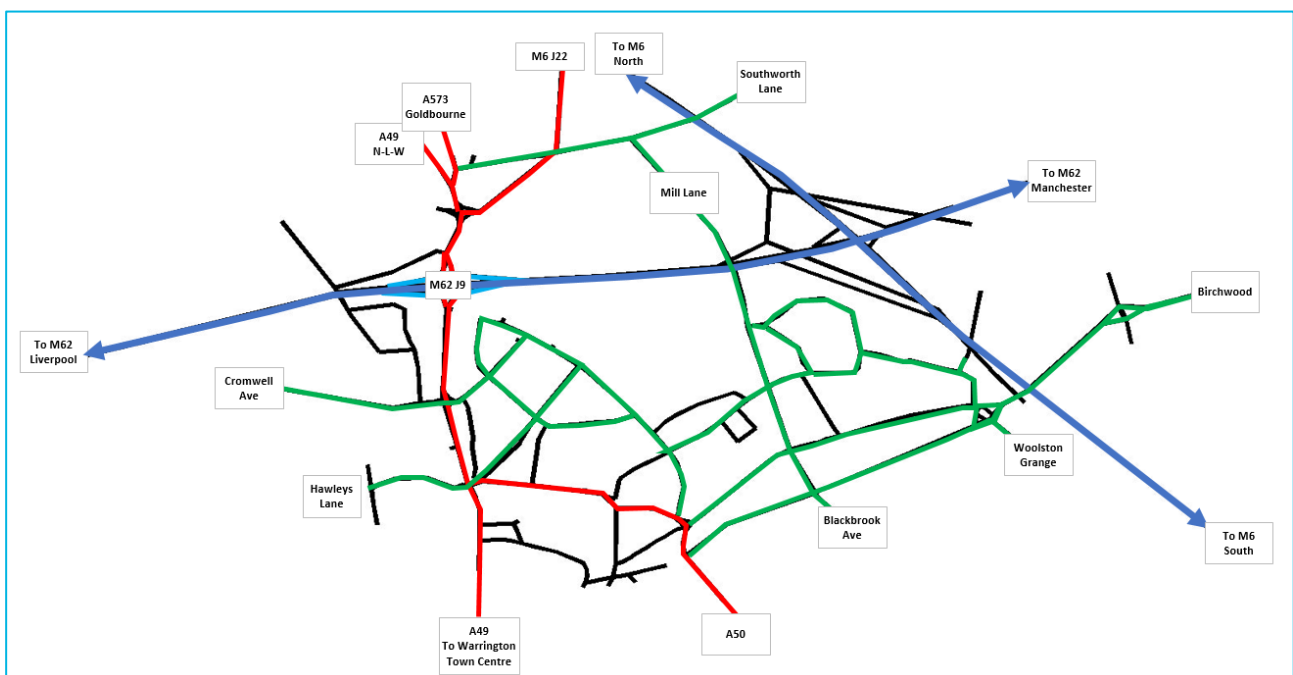 To M6
North
M6 J22
Southworth
Lane
A573
Goldbourne
A49
N-L-W
Mill Lane
To M62
Manchester
M62 J9
Birchwood
To M62
Liverpool
Cromwell
Ave
Woolston
Grange
Hawleys
Lane
Blackbrook
Ave
To M6
South
A49
To Warrington
Town Centre
A50